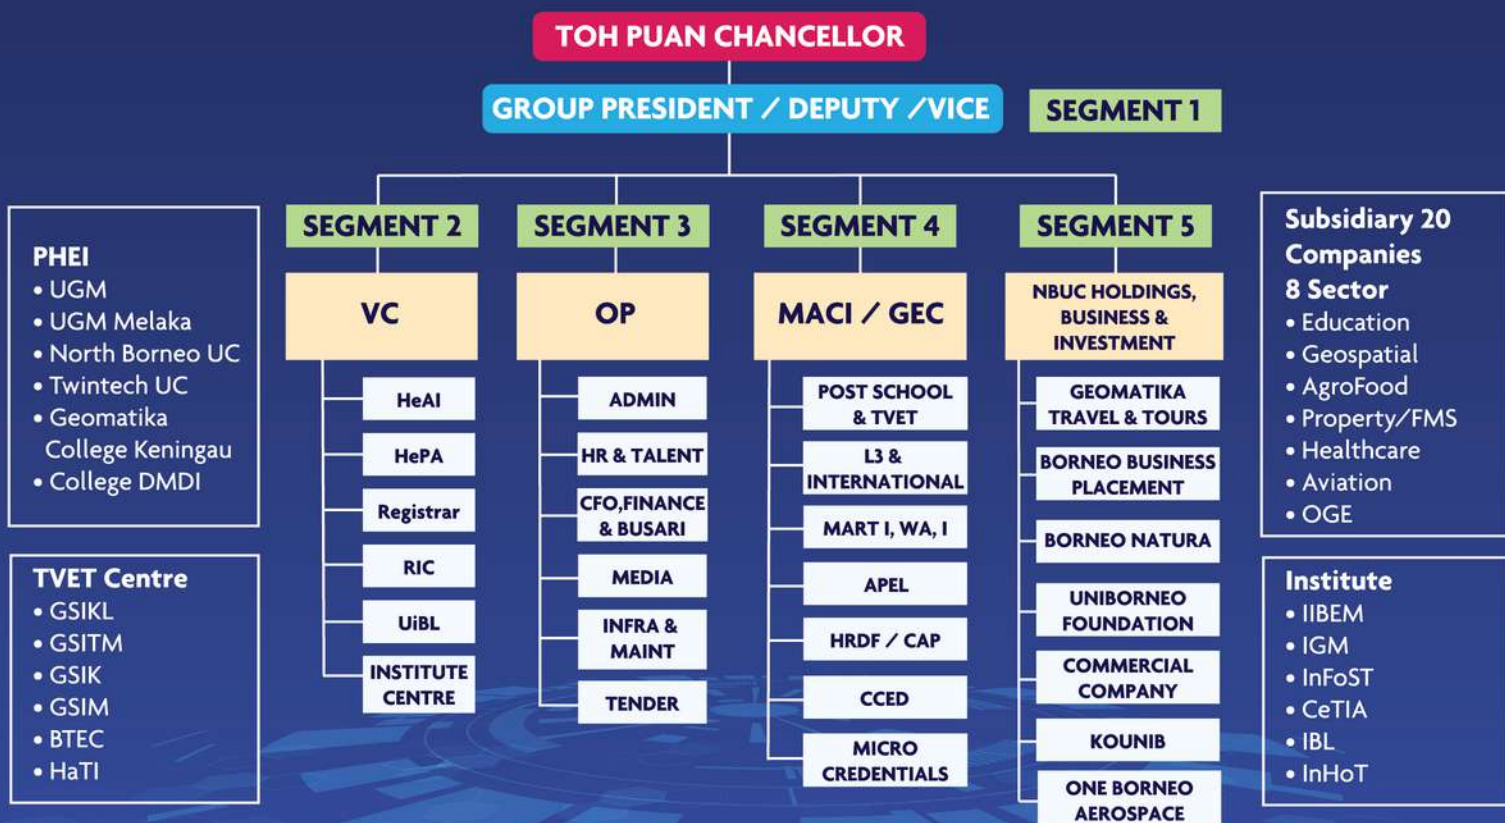 TOH PUAN CHANCELLOR
GROUP PRESIDENT / DEPUTY /VICE
SEGMENT 1
PHEI
• UGM
• UGM Melaka
• North Borneo UC
• Twintech UC
• Geomatika
College Keningau
• College DMDI
TVET Centre
• GSIKL
• GSITM
• GSIK
• GSIM
• BTEC
• HaTI
SEGMENT 2
VC
HeAI
HePA
Registrar
RIC
UiBL
INSTITUTE
CENTRE
SEGMENT 3
OP
ADMIN
HR & TALENT
CFO,FINANCE
& BUSARI
MEDIA
INFRA &
MAINT
TENDER
SEGMENT 4
MACI / GEC
POST SCHOOL
& TVET
L3 &
INTERNATIONAL
MART I, WA, I
APEL
HRDF / CAP
CCED
MICRO
CREDENTIALS
SEGMENT 5
NBUC HOLDINGS,
BUSINESS &
INVESTMENT
GEOMATIKA
TRAVEL & TOURS
BORNEO BUSINESS
PLACEMENT
BORNEO NATURA
UNIBORNEO
FOUNDATION
COMMERCIAL
COMPANY
KOUNIB
ONE BORNEO
AEROSPACE
Subsidiary 20
Companies
8 Sector
• Education
• Geospatial
• AgroFood
• Property/FMS
• Healthcare
• Aviation
• OGE
Institute
• IIBEM
• IGM
• InFoST
• CeTIA
• IBL
• InHoT